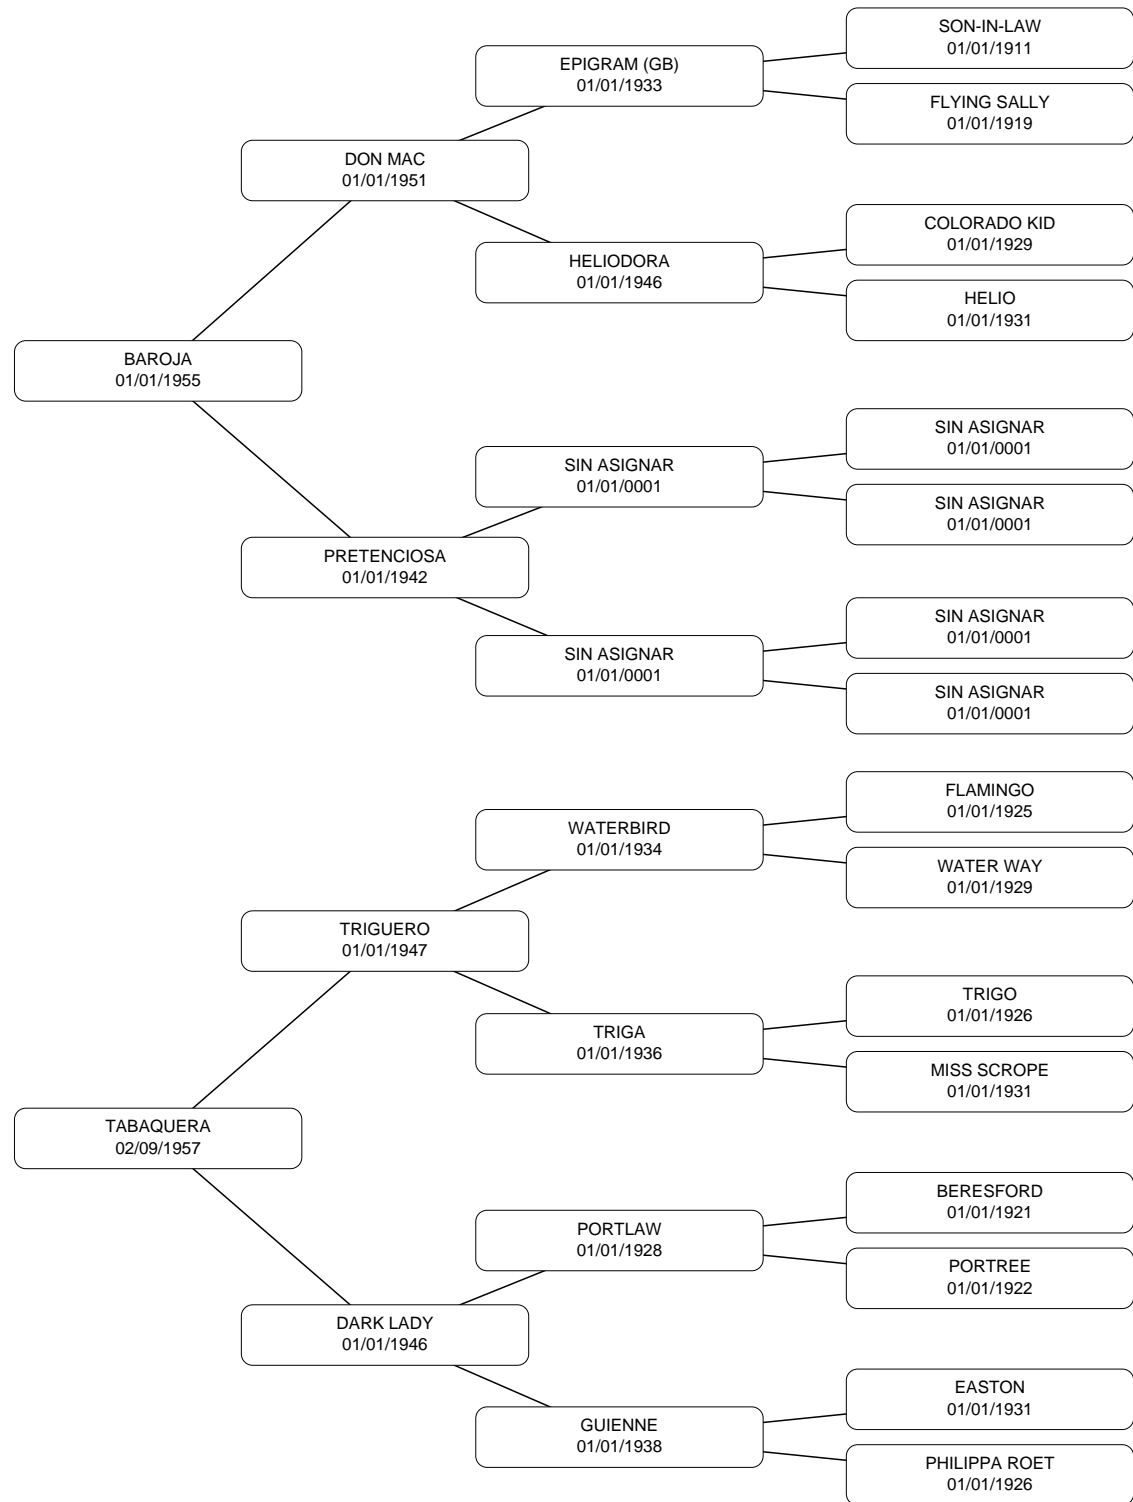 SON-IN-LAW
01/01/1911
EPIGRAM (GB)
01/01/1933
FLYING SALLY
01/01/1919
DON MAC
01/01/1951
COLORADO KID
01/01/1929
HELIODORA
01/01/1946
HELIO
01/01/1931
BAROJA
01/01/1955
SIN ASIGNAR
01/01/0001
SIN ASIGNAR
01/01/0001
SIN ASIGNAR
01/01/0001
PRETENCIOSA
01/01/1942
SIN ASIGNAR
01/01/0001
SIN ASIGNAR
01/01/0001
SIN ASIGNAR
01/01/0001
FLAMINGO
01/01/1925
WATERBIRD
01/01/1934
WATER WAY
01/01/1929
TRIGUERO
01/01/1947
TRIGO
01/01/1926
TRIGA
01/01/1936
MISS SCROPE
01/01/1931
TABAQUERA
02/09/1957
BERESFORD
01/01/1921
PORTLAW
01/01/1928
PORTREE
01/01/1922
DARK LADY
01/01/1946
EASTON
01/01/1931
GUIENNE
01/01/1938
PHILIPPA ROET
01/01/1926